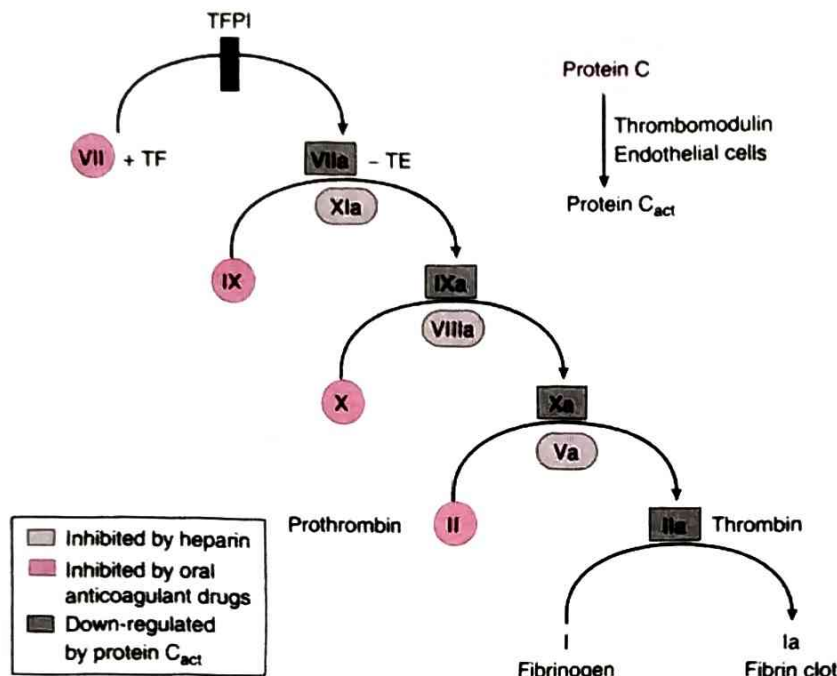 TFPI
Protein C
Thrombomodulin
Endothelial cells
Protein Cact
VII + TF
VIIa – TE
XIa
IX
IXa
VIIIa
X
Xa
Va
Prothrombin II
IIa Thrombin
Inhibited by heparin
Inhibited by oral
anticoagulant drugs
Down-regulated
by protein Cact
I
Fibrinogen
Ia
Fibrin clot